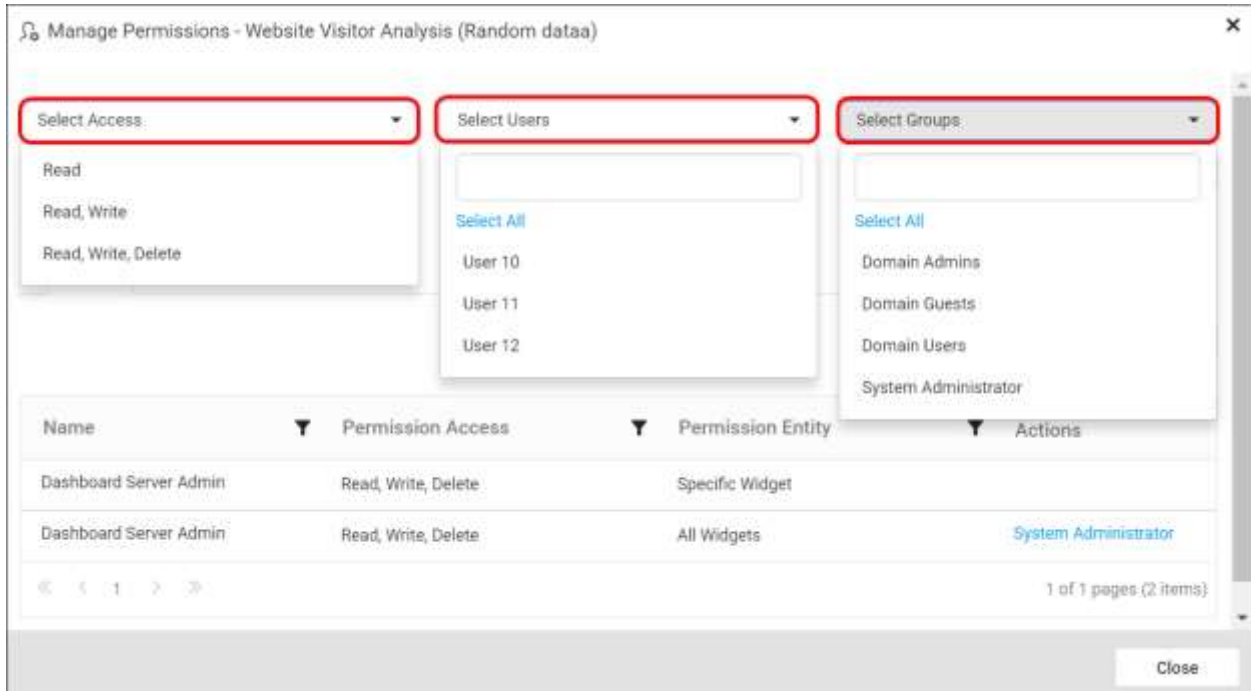 Manage Permissions - Website Visitor Analysis (Random dataa)
Select Access
Read
Read, Write
Read, Write, Delete
Select Users
Select All
User 10
User 11
User 12
Select Groups
Select All
Domain Admins
Domain Guests
Domain Users
System Administrator
Name Permission Access Permission Entity Actions
Dashboard Server Admin Read, Write, Delete Specific Widget
Dashboard Server Admin Read, Write, Delete All Widgets System Administrator
1 1 of 1 pages (2 items)
Close